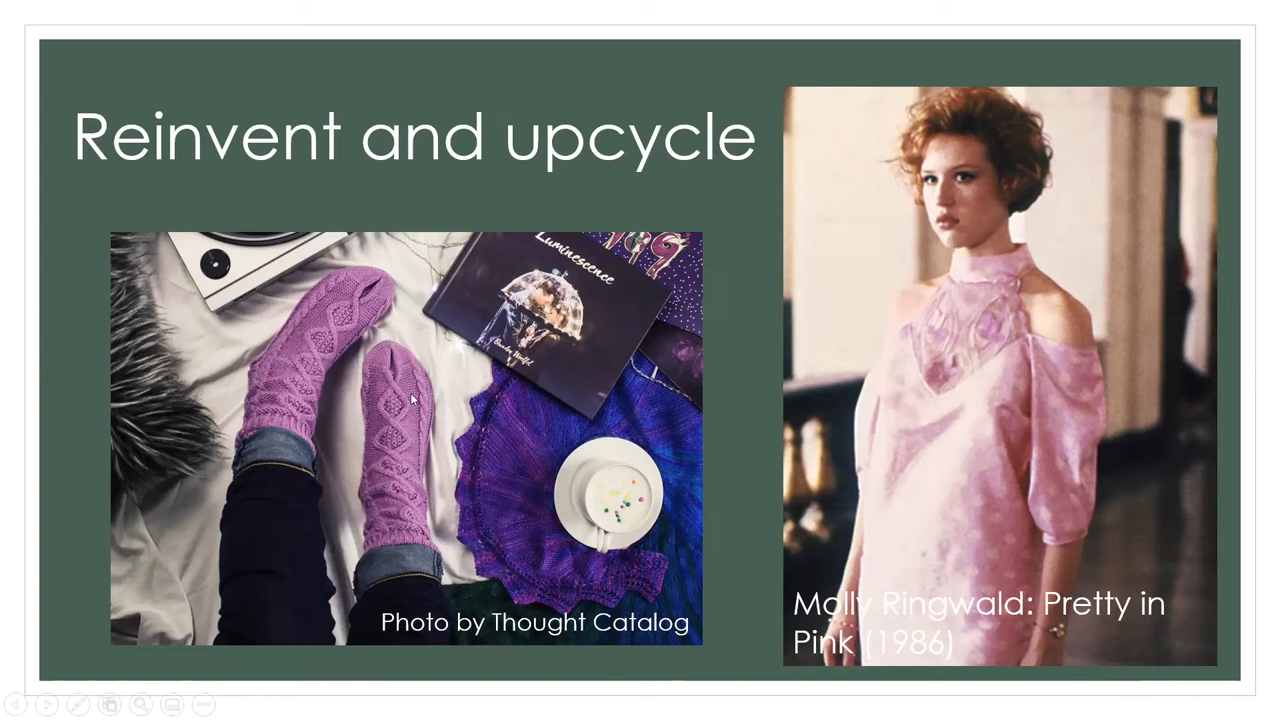 Reinvent and upcycle
Luminescence
Photo by Thought Catalog
Molly Ringwald: Pretty in
Pink (1986)